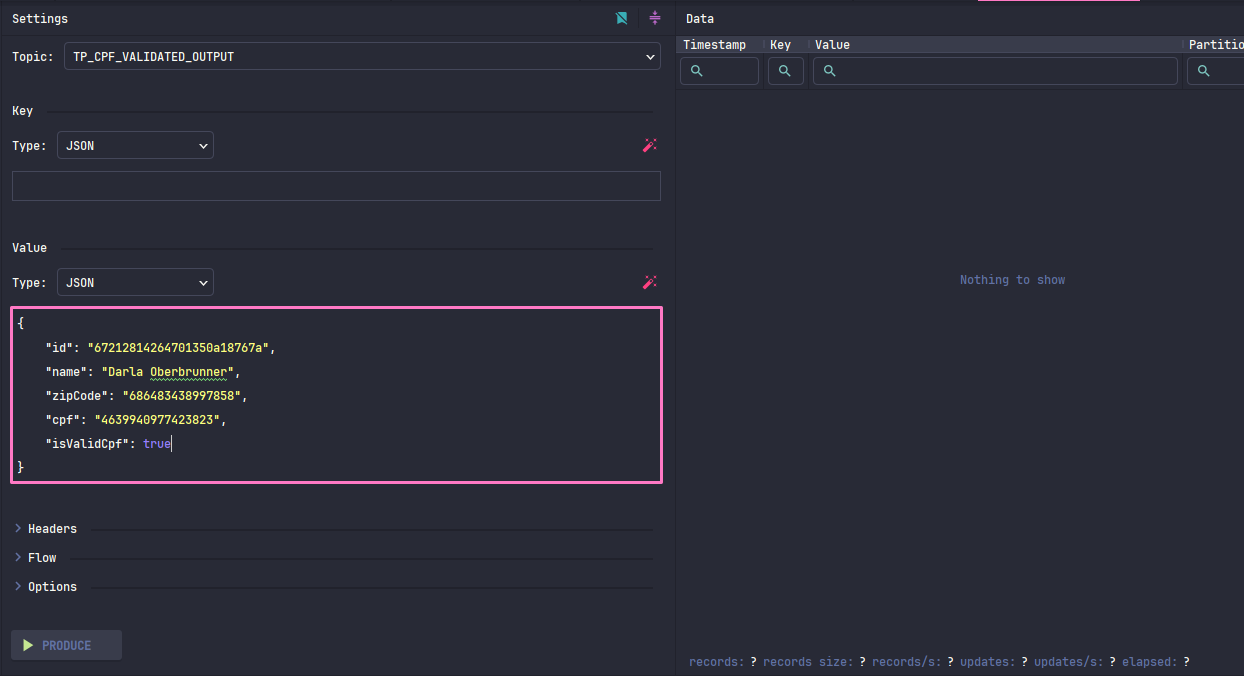 Settings
Topic: TP_CPF_VALIDATED_OUTPUT
Key
Type: JSON
Value
Type: JSON
{
"id": "67212814264701350a18767a",
"name": "Darla Oberbrunner",
"zipCode": "686483438997858",
"cpf": "4639940977423823",
"isValidCpf": true
}
Headers
Flow
Options
PRODUCE
Data
Timestamp Key Value Partitio
Nothing to show
records: ? records size: ? records/s: ? updates: ? updates/s: ? elapsed: ?